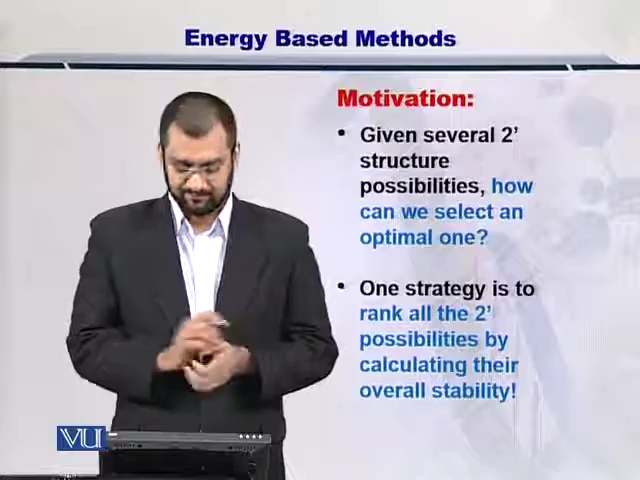 Energy Based Methods
Motivation:
• Given several 2’
structure
possibilities, how
can we select an
optimal one?
• One strategy is to
rank all the 2’
possibilities by
calculating their
overall stability!
VU